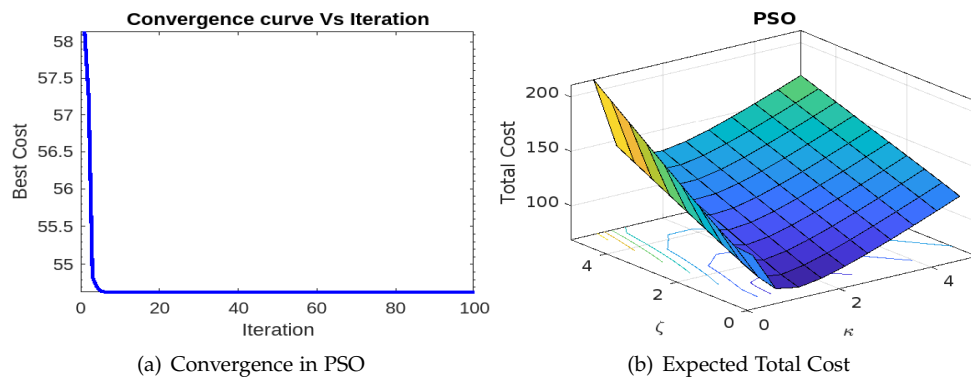 Convergence curve Vs Iteration
58
57.5
57
56.5
56
55.5
55
Best Cost
0 20 40 60 80 100
Iteration
(a) Convergence in PSO
PSO
200
150
100
Total Cost
4
2
0
ζ
0
2
4
κ
(b) Expected Total Cost